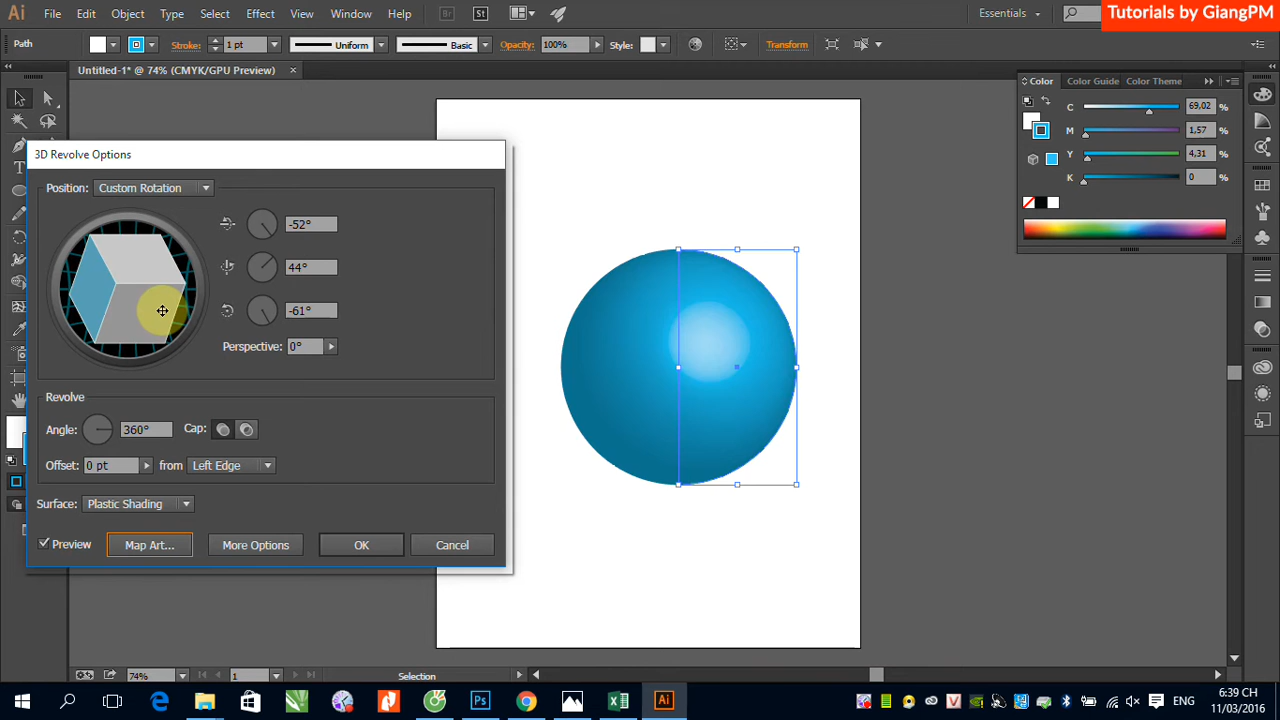 Ai File Edit Object Type Select Effect View Window Help Br St Essentials Tutorials by GiangPM
Path Stroke: 1 pt Uniform Basic Opacity: 100% Style: Transform
Untitled-1* @ 74% (CMYK/GPU Preview) ×
Color Color Guide Color Theme
C 69,02 %
M 1,57 %
Y 4,31 %
K 0 %
3D Revolve Options
Position: Custom Rotation
-52°
44°
-61°
Perspective: 0°
Revolve
Angle: 360° Cap:
Offset: 0 pt from Left Edge
Surface: Plastic Shading
Preview Map Art... More Options OK Cancel
74% 1 Selection
Ps Ai V ENG 6:39 CH
11/03/2016